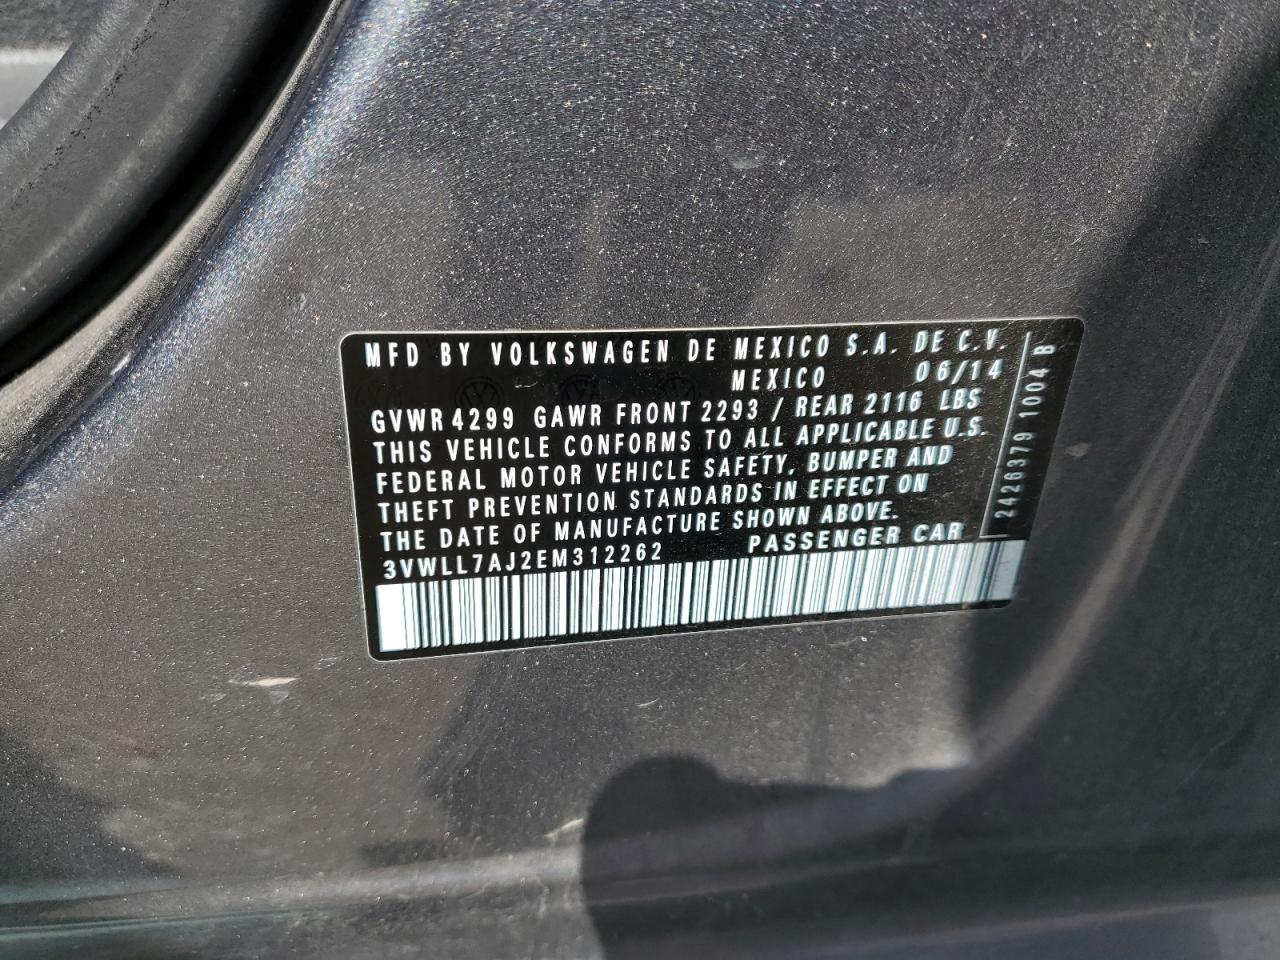 MFD BY VOLKSWAGEN DE MEXICO S.A. DE C.V.
MEXICO 06/14
GVWR 4299 GAWR FRONT 2293 / REAR 2116 LBS
THIS VEHICLE CONFORMS TO ALL APPLICABLE U.S.
FEDERAL MOTOR VEHICLE SAFETY, BUMPER AND
THEFT PREVENTION STANDARDS IN EFFECT ON
THE DATE OF MANUFACTURE SHOWN ABOVE.
3VWLL7AJ2EM312262 PASSENGER CAR
2426379 1004 B